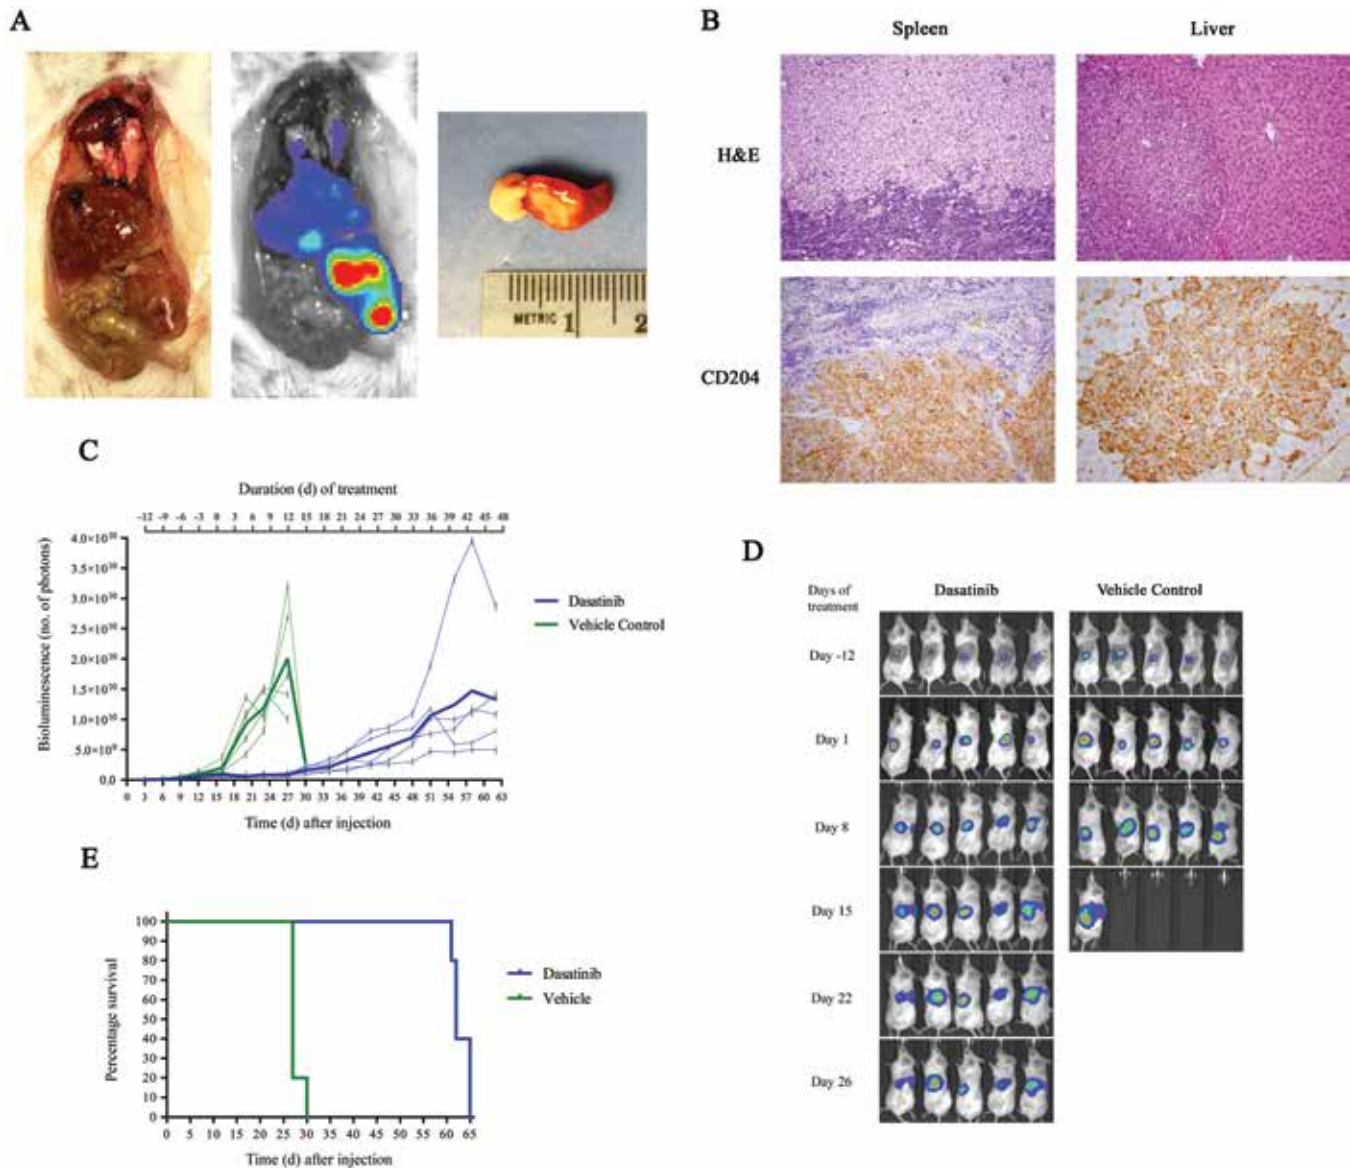 A
METRIC 1 2
B
Spleen Liver
H&E
CD204
C
Duration (d) of treatment
-12 -9 -6 -3 0 3 6 9 12 15 18 21 24 27 30 33 36 39 42 45 48
Bioluminescence (no. of photons)
4.0×10¹⁰
3.5×10¹⁰
3.0×10¹⁰
2.5×10¹⁰
2.0×10¹⁰
1.5×10¹⁰
1.0×10¹⁰
5.0×10⁹
0.0
0 3 6 9 12 15 18 21 24 27 30 33 36 39 42 45 48 51 54 57 60 63
Time (d) after injection
Dasatinib
Vehicle Control
D
Days of
treatment
Dasatinib Vehicle Control
Day -12
Day 1
Day 8
Day 15
Day 22
Day 26
E
Percentage survival
100
90
80
70
60
50
40
30
20
10
0
0 5 10 15 20 25 30 35 40 45 50 55 60 65
Time (d) after injection
Dasatinib
Vehicle